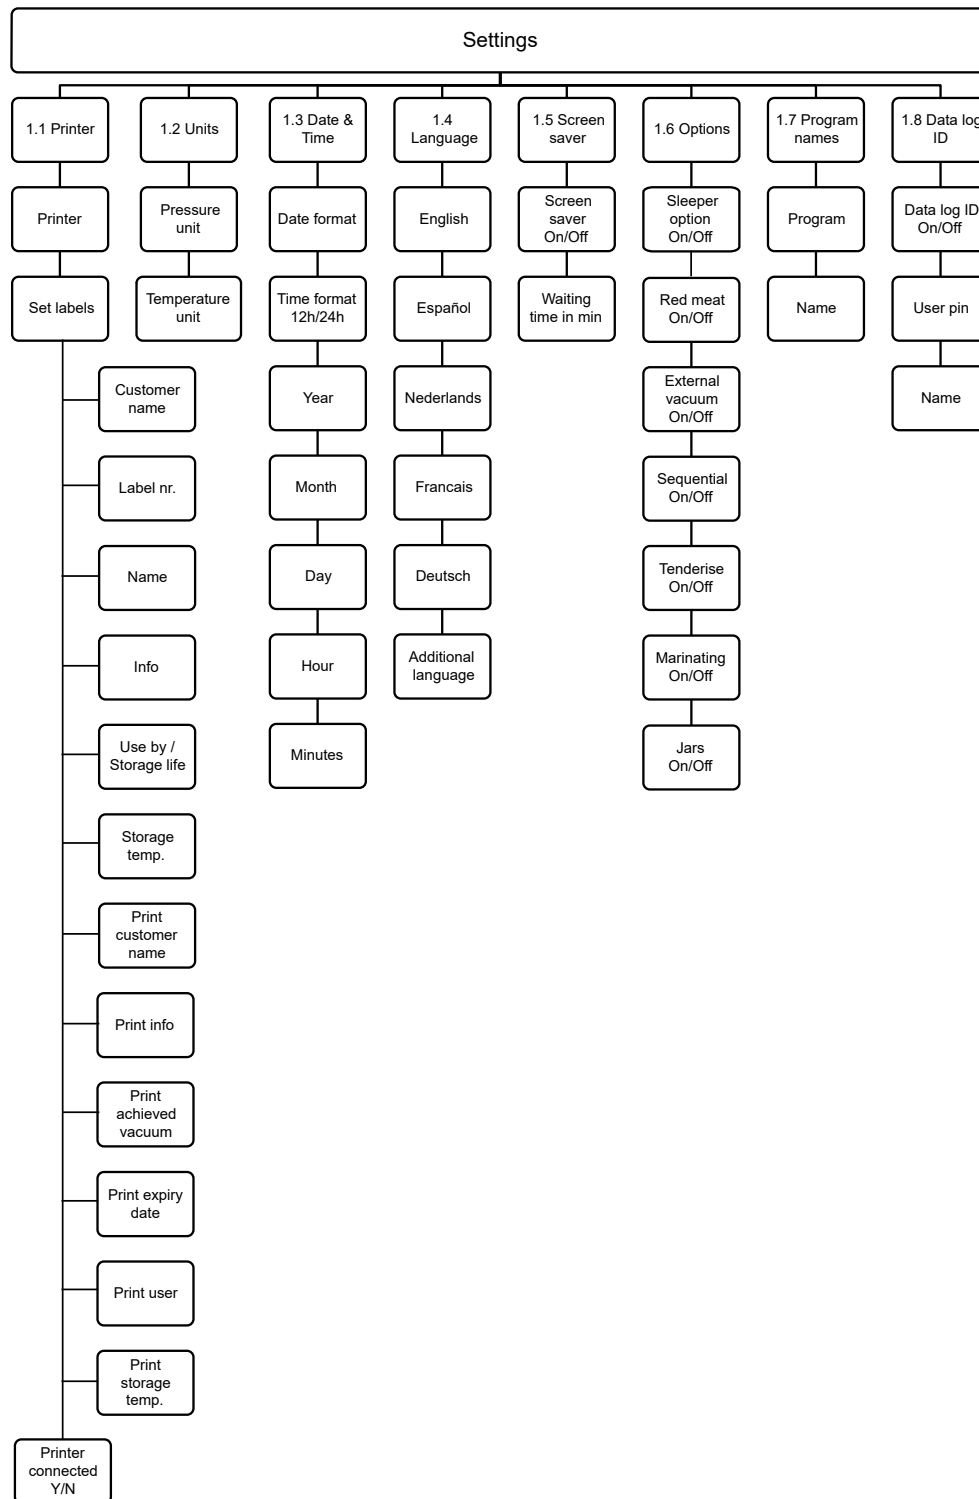 Settings
1.1 Printer
Printer
Set labels
Customer
name
Label nr.
Name
Info
Use by /
Storage life
Storage
temp.
Print
customer
name
Print info
Print
achieved
vacuum
Print expiry
date
Print user
Print
storage
temp.
Printer
connected
Y/N
1.2 Units
Pressure
unit
Temperature
unit
1.3 Date &
Time
Date format
Time format
12h/24h
Year
Month
Day
Hour
Minutes
1.4
Language
English
Español
Nederlands
Francais
Deutsch
Additional
language
1.5 Screen
saver
Screen
saver
On/Off
Waiting
time in min
1.6 Options
Sleeper
option
On/Off
Red meat
On/Off
External
vacuum
On/Off
Sequential
On/Off
Tenderise
On/Off
Marinating
On/Off
Jars
On/Off
1.7 Program
names
Program
Name
1.8 Data log
ID
Data log ID
On/Off
User pin
Name